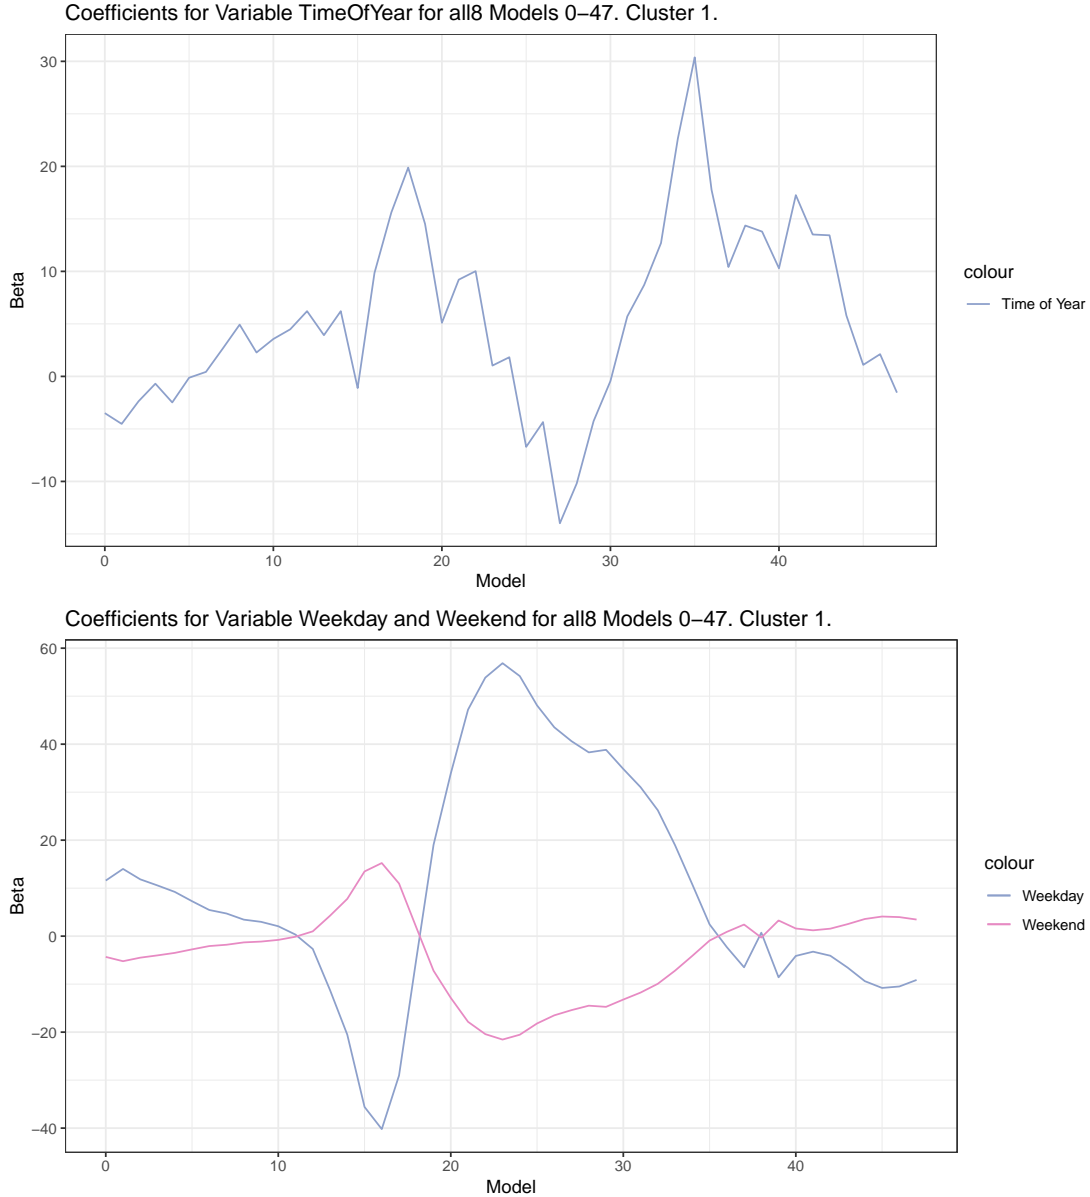 Coefficients for Variable TimeOfYear for all8 Models 0−47. Cluster 1.
30
20
10
0
−10
Beta
0 10 20 30 40
Model
colour
Time of Year
Coefficients for Variable Weekday and Weekend for all8 Models 0−47. Cluster 1.
60
40
20
0
−20
−40
Beta
0 10 20 30 40
Model
colour
Weekday
Weekend